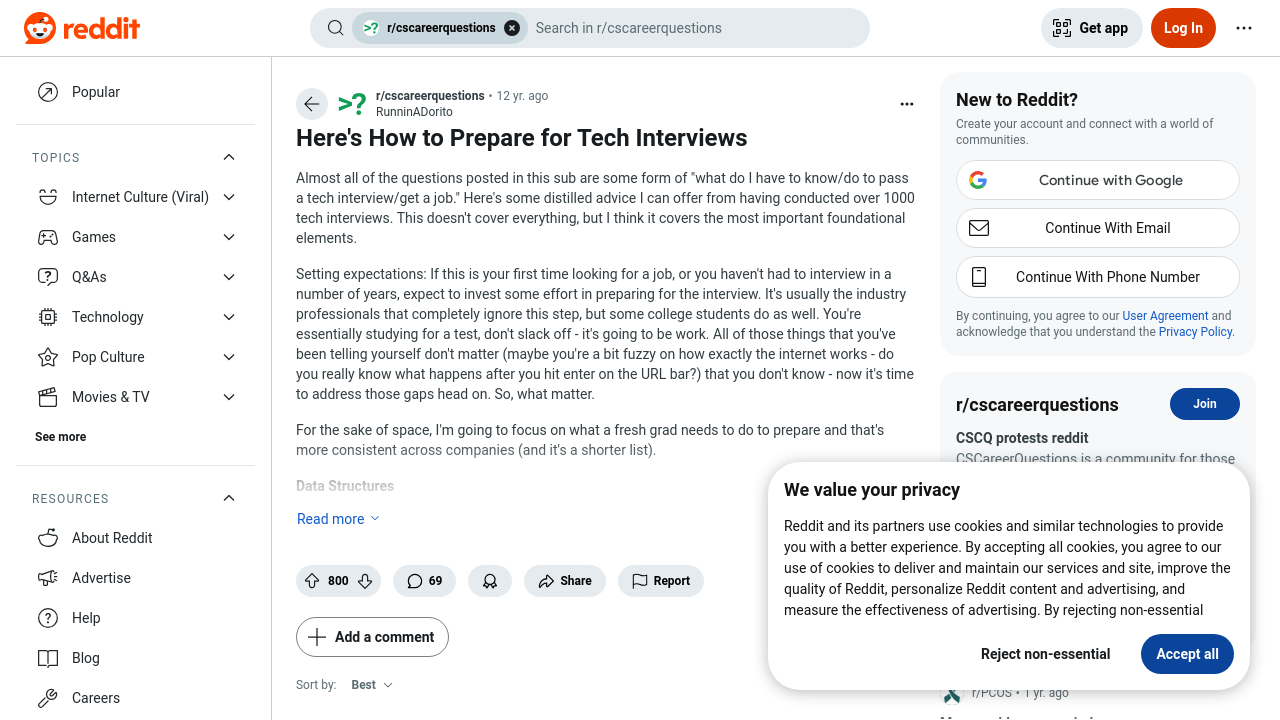 reddit
r/cscareerquestions
Search in r/cscareerquestions
Get app
Log In
Popular
TOPICS
Internet Culture (Viral)
Games
Q&As
Technology
Pop Culture
Movies & TV
See more
RESOURCES
About Reddit
Advertise
Help
Blog
Careers
>?
r/cscareerquestions • 12 yr. ago
RunninADorito
Here's How to Prepare for Tech Interviews
Almost all of the questions posted in this sub are some form of "what do I have to know/do to pass
a tech interview/get a job." Here's some distilled advice I can offer from having conducted over 1000
tech interviews. This doesn't cover everything, but I think it covers the most important foundational
elements.
Setting expectations: If this is your first time looking for a job, or you haven't had to interview in a
number of years, expect to invest some effort in preparing for the interview. It's usually the industry
professionals that completely ignore this step, but some college students do as well. You're
essentially studying for a test, don't slack off - it's going to be work. All of those things that you've
been telling yourself don't matter (maybe you're a bit fuzzy on how exactly the internet works - do
you really know what happens after you hit enter on the URL bar?) that you don't know - now it's time
to address those gaps head on. So, what matter.
For the sake of space, I'm going to focus on what a fresh grad needs to do to prepare and that's
more consistent across companies (and it's a shorter list).
Data Structures
Read more
800
69
Share
Report
Add a comment
Sort by: Best
New to Reddit?
Create your account and connect with a world of
communities.
Continue with Google
Continue With Email
Continue With Phone Number
By continuing, you agree to our User Agreement and
acknowledge that you understand the Privacy Policy.
r/cscareerquestions
Join
CSCQ protests reddit
CSCareerQuestions is a community for those
We value your privacy
Reddit and its partners use cookies and similar technologies to provide
you with a better experience. By accepting all cookies, you agree to our
use of cookies to deliver and maintain our services and site, improve the
quality of Reddit, personalize Reddit content and advertising, and
measure the effectiveness of advertising. By rejecting non-essential
Reject non-essential
Accept all
r/PCOS • 1 yr. ago